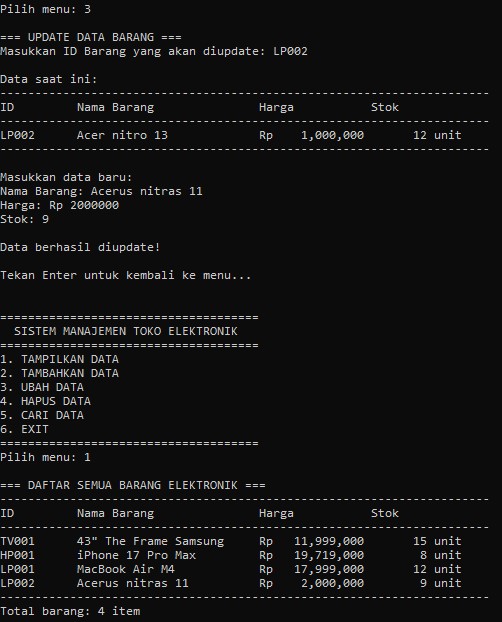 Pilih menu: 3
=== UPDATE DATA BARANG ===
Masukkan ID Barang yang akan diupdate: LP002
Data saat ini:
----------------------------------------------------------------------
ID     Nama Barang     Harga     Stok
----------------------------------------------------------------------
LP002     Acer nitro 13     Rp     1,000,000     12 unit
----------------------------------------------------------------------
Masukkan data baru:
Nama Barang: Acerus nitras 11
Harga: Rp 2000000
Stok: 9
Data berhasil diupdate!
Tekan Enter untuk kembali ke menu...
=====================================
SISTEM MANAJEMEN TOKO ELEKTRONIK
=====================================
1. TAMPILKAN DATA
2. TAMBAHKAN DATA
3. UBAH DATA
4. HAPUS DATA
5. CARI DATA
6. EXIT
=====================================
Pilih menu: 1
=== DAFTAR SEMUA BARANG ELEKTRONIK ===
----------------------------------------------------------------------
ID     Nama Barang     Harga     Stok
----------------------------------------------------------------------
TV001     43" The Frame Samsung     Rp     11,999,000     15 unit
HP001     iPhone 17 Pro Max     Rp     19,719,000     8 unit
LP001     MacBook Air M4     Rp     17,999,000     12 unit
LP002     Acerus nitras 11     Rp     2,000,000     9 unit
----------------------------------------------------------------------
Total barang: 4 item